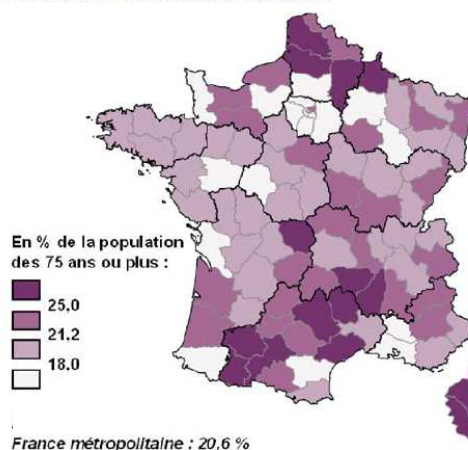 En % de la population
des 75 ans ou plus :
25,0
21,2
18,0
France métropolitaine : 20,6 %